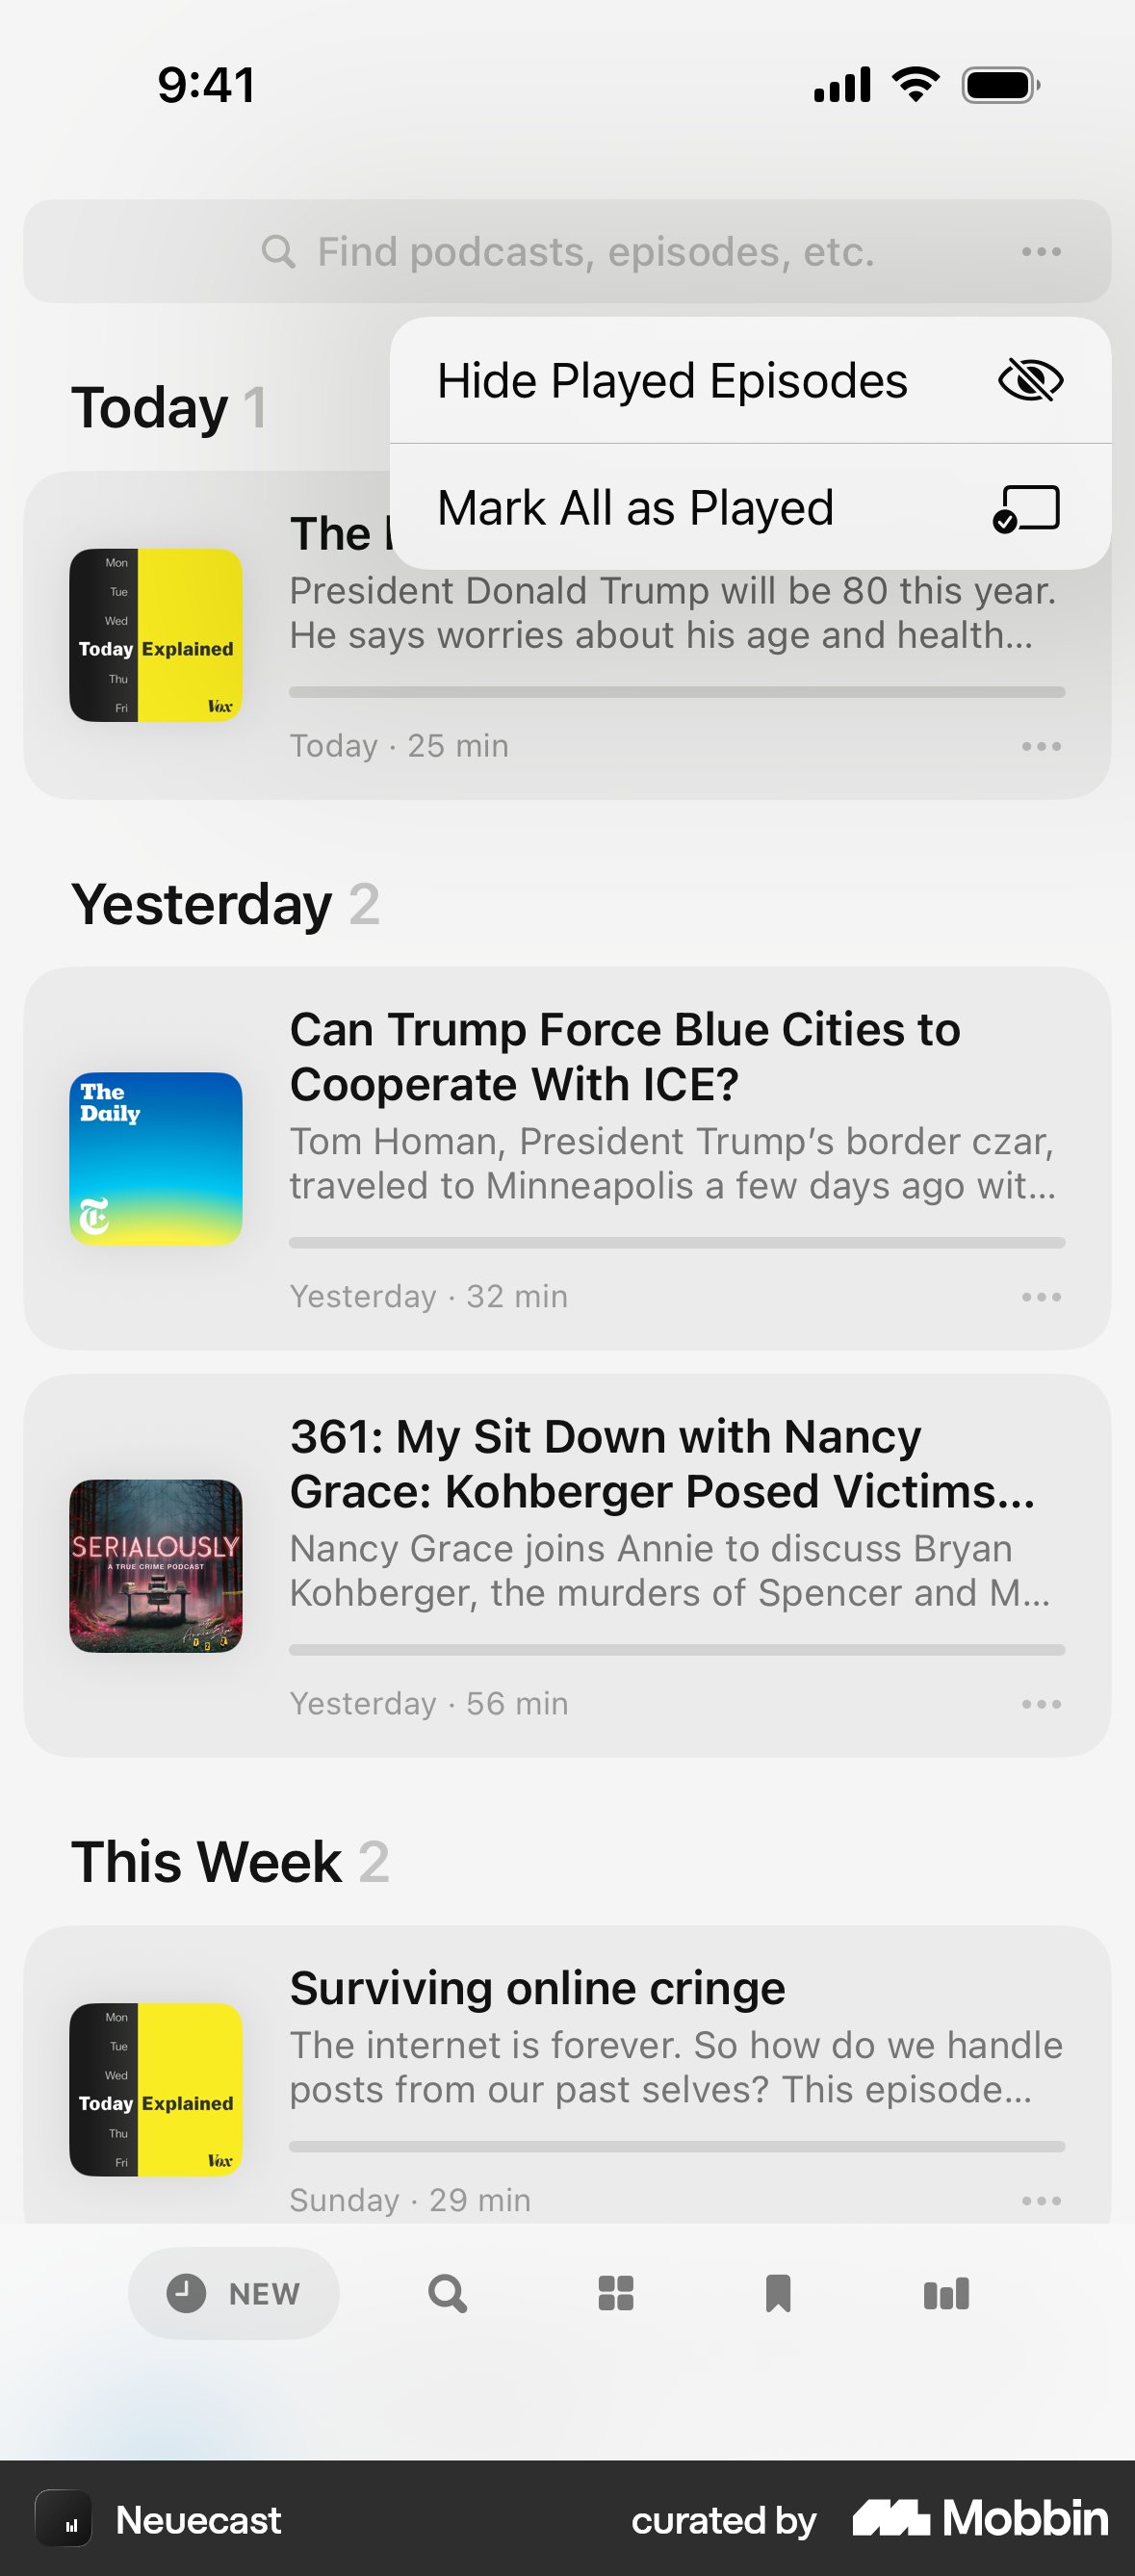 9:41
Find podcasts, episodes, etc.
Hide Played Episodes
Mark All as Played
Today 1
The
President Donald Trump will be 80 this year.
He says worries about his age and health...
Today · 25 min
Mon
Tue
Wed
Today Explained
Thu
Fri
Vox
Yesterday 2
Can Trump Force Blue Cities to
Cooperate With ICE?
Tom Homan, President Trump’s border czar,
traveled to Minneapolis a few days ago wit...
Yesterday · 32 min
The
Daily
361: My Sit Down with Nancy
Grace: Kohberger Posed Victims...
Nancy Grace joins Annie to discuss Bryan
Kohberger, the murders of Spencer and M...
Yesterday · 56 min
SERIALOUSLY
A TRUE CRIME PODCAST
This Week 2
Surviving online cringe
The internet is forever. So how do we handle
posts from our past selves? This episode...
Sunday · 29 min
Mon
Tue
Wed
Today Explained
Thu
Fri
Vox
NEW
Neuecast
curated by Mobbin